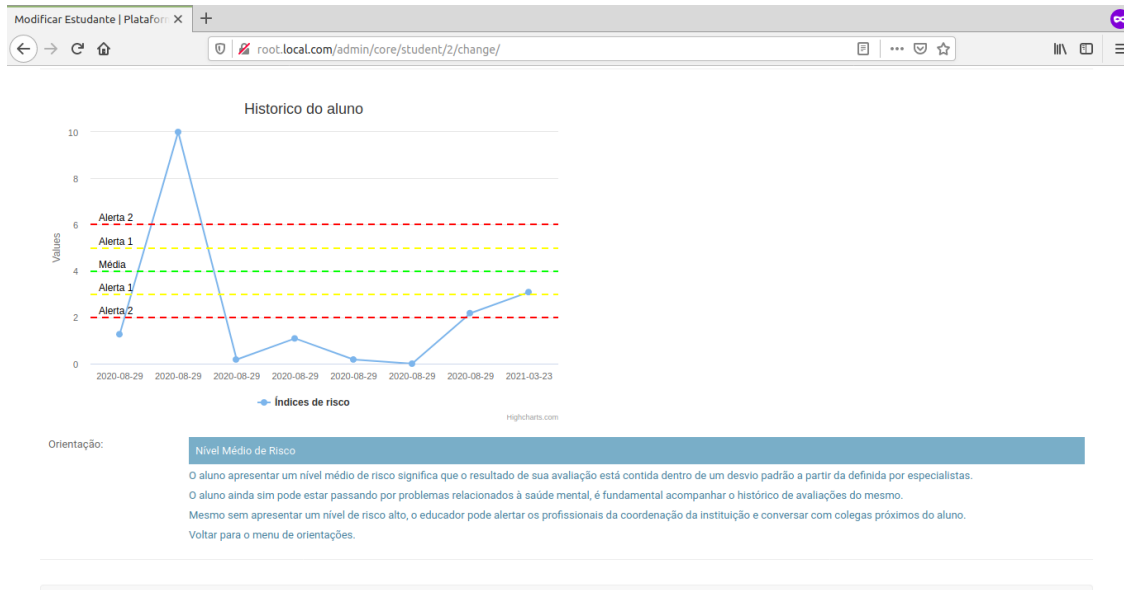 Modificar Estudante | Plataform
root.local.com/admin/core/student/2/change/
Historico do aluno
10
8
Alerta 2
6
Alerta 1
Values
Média
4
Alerta 1
Alerta 2
2
0
2020-08-29 2020-08-29 2020-08-29 2020-08-29 2020-08-29 2020-08-29 2020-08-29 2021-03-23
Índices de risco
Highcharts.com
Orientação:
Nível Médio de Risco
O aluno apresentar um nível médio de risco significa que o resultado de sua avaliação está contida dentro de um desvio padrão a partir da definida por especialistas.
O aluno ainda sim pode estar passando por problemas relacionados à saúde mental, é fundamental acompanhar o histórico de avaliações do mesmo.
Mesmo sem apresentar um nível de risco alto, o educador pode alertar os profissionais da coordenação da instituição e conversar com colegas próximos do aluno.
Voltar para o menu de orientações.